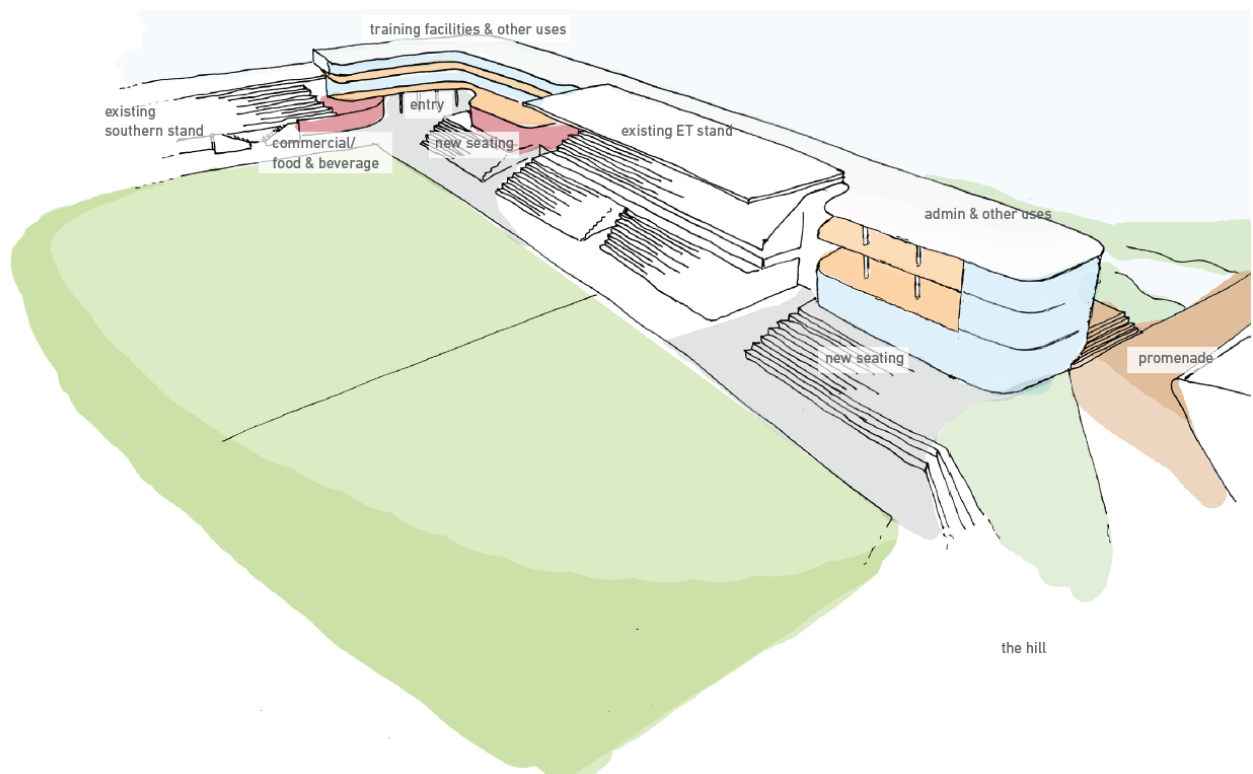 training facilities & other uses
existing
southern stand
entry
commercial/
food & beverage
new seating
existing ET stand
admin & other uses
new seating
promenade
the hill